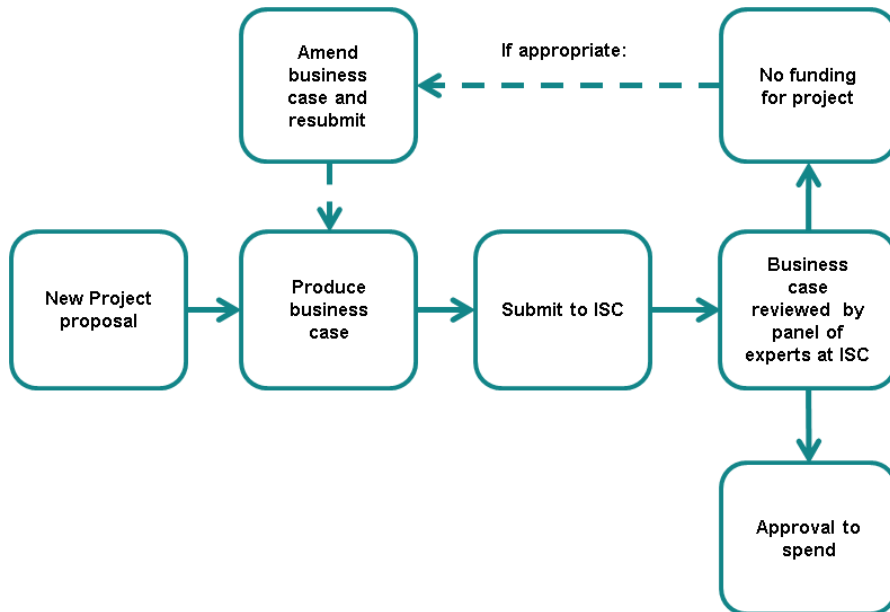 Amend
business
case and
resubmit
If appropriate:
No funding
for project
New Project
proposal
Produce
business
case
Submit to ISC
Business
case
reviewed by
panel of
experts at ISC
Approval to
spend